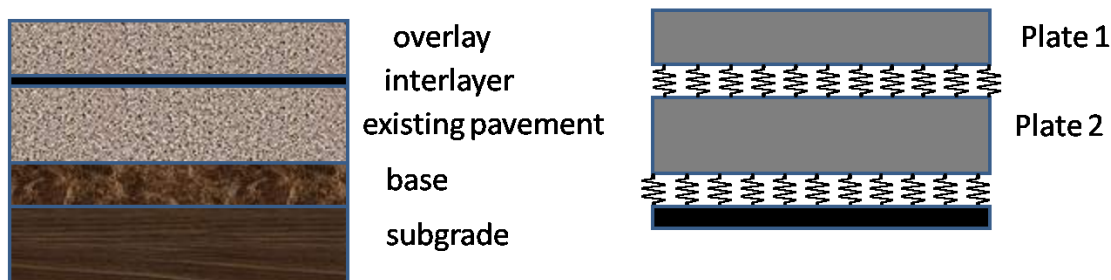 overlay
interlayer
existing pavement
base
subgrade
Plate 1
Plate 2